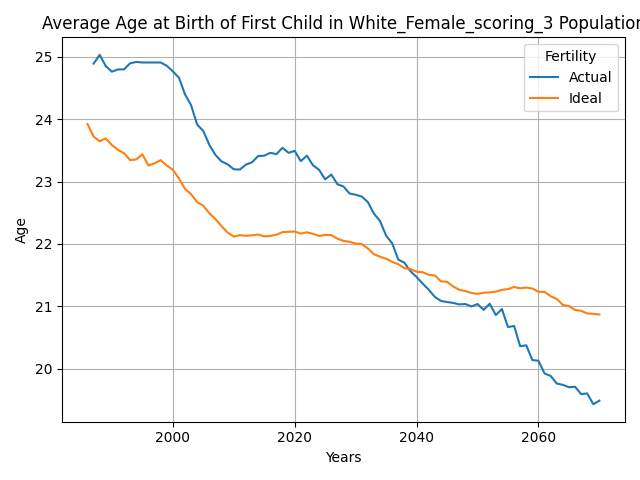 Average Age at Birth of First Child in White_Female_scoring_3 Population
Fertility
Actual
Ideal
25
24
23
22
21
20
Age
2000 2020 2040 2060
Years